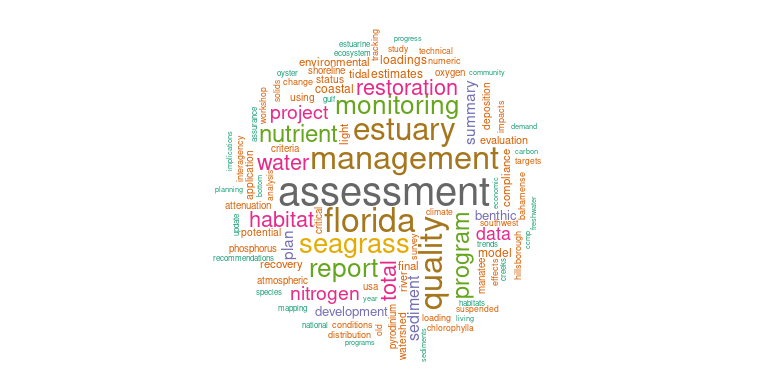 progress
estuarine
tracking
study
technical
ecosystem
environmental
loadings
numeric
oyster
shoreline
tidal
estimates
oxygen
community
solids
change
status
coastal
restoration
summary
deposition
workshop
using
gulf
monitoring
impacts
project
assurance
nutrient
light
estuary
demand
implications
interagency
criteria
evaluation
water
management
compliance
carbon
targets
application
analysis
planning
bottom
assessment
economic
bahamense
attenuation
habitat
critical
florida
climate
quality
program
benthic
southwest
freshwater
update
potential
plan
seagrass
survey
data
trends
ccmp
phosphorus
recommendations
recovery
report
total
final
river
sediment
model
manatee
effects
creeks
hillsborough
atmospheric
usa
species
nitrogen
year
habitats
mapping
development
pyrodinium
suspended
loading
living
national
conditions
old
watershed
chlorophylla
distribution
programs
sediments